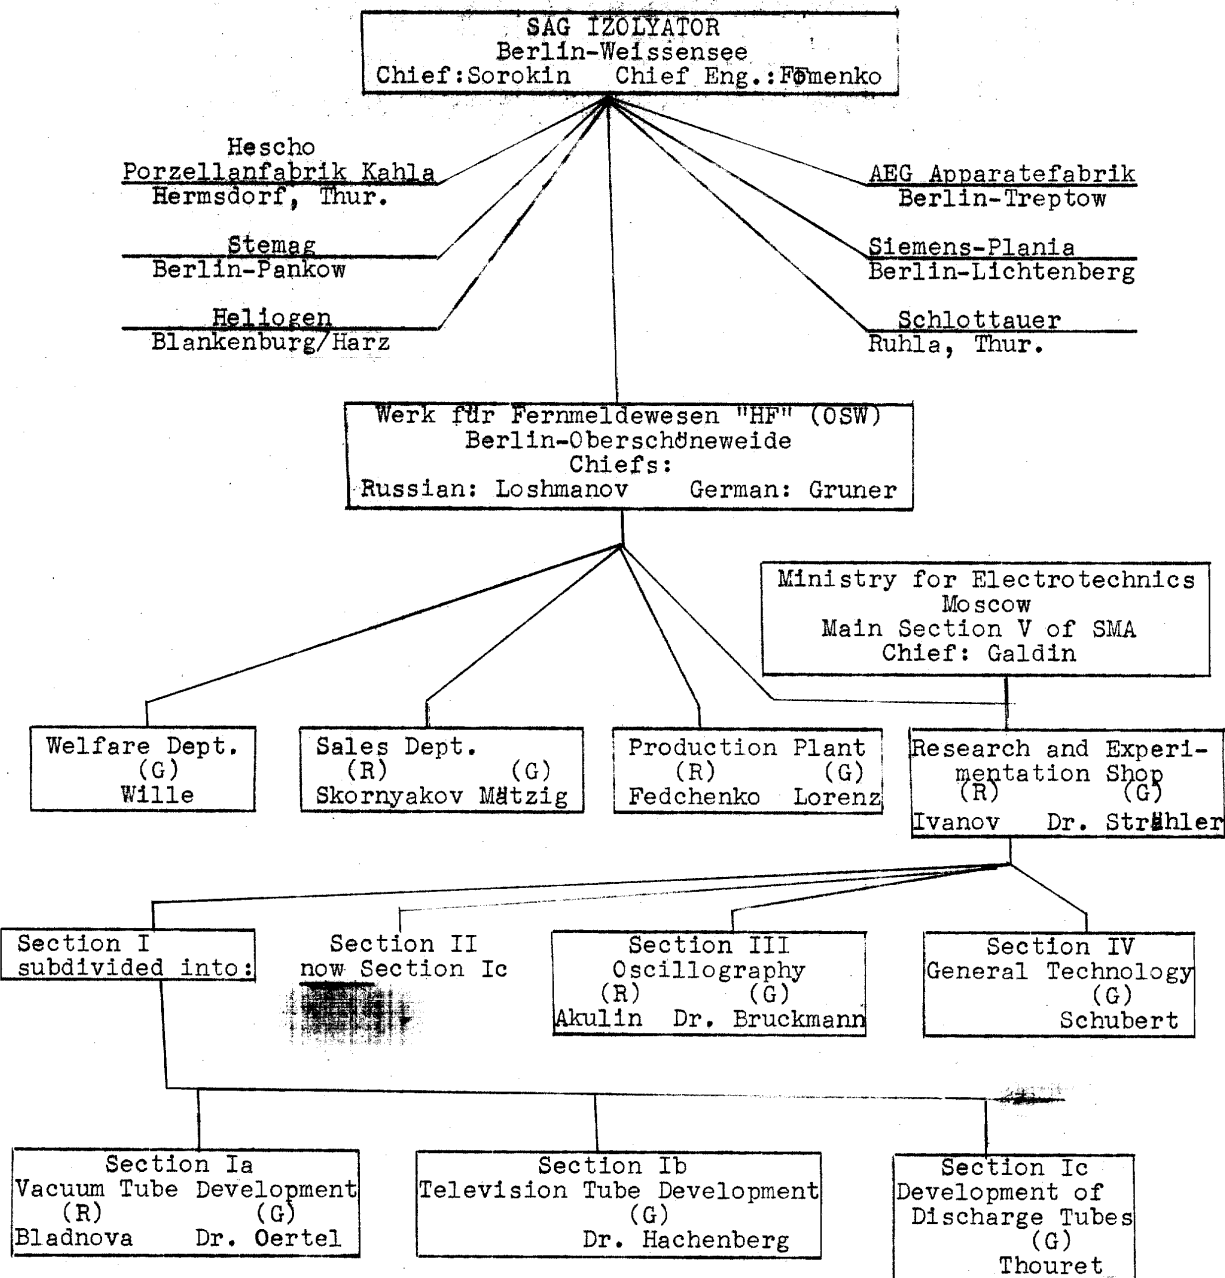 SAG IZOLYATOR
Berlin-Weissensee
Chief:Sorokin Chief Eng.:Fomenko
Hescho
Porzellanfabrik Kahla
Hermsdorf, Thur.
Stemag
Berlin-Pankow
Heliogen
Blankenburg/Harz
AEG Apparatefabrik
Berlin-Treptow
Siemens-Plania
Berlin-Lichtenberg
Schlottauer
Ruhla, Thur.
Werk für Fernmeldewesen "HF" (OSW)
Berlin-Oberschöneweide
Chiefs:
Russian: Loshmanov German: Gruner
Ministry for Electrotechnics
Moscow
Main Section V of SMA
Chief: Galdin
Welfare Dept.
(G)
Wille
Sales Dept.
(R) (G)
Skornyakov Mätzig
Production Plant
(R) (G)
Fedchenko Lorenz
Research and Experi-
mentation Shop
(R) (G)
Ivanov Dr. Strähler
Section I
subdivided into:
Section II
now Section Ic
Section III
Oscillography
(R) (G)
Akulin Dr. Bruckmann
Section IV
General Technology
(G)
Schubert
Section Ia
Vacuum Tube Development
(R) (G)
Bladnova Dr. Oertel
Section Ib
Television Tube Development
(G)
Dr. Hachenberg
Section Ic
Development of
Discharge Tubes
(G)
Thouret